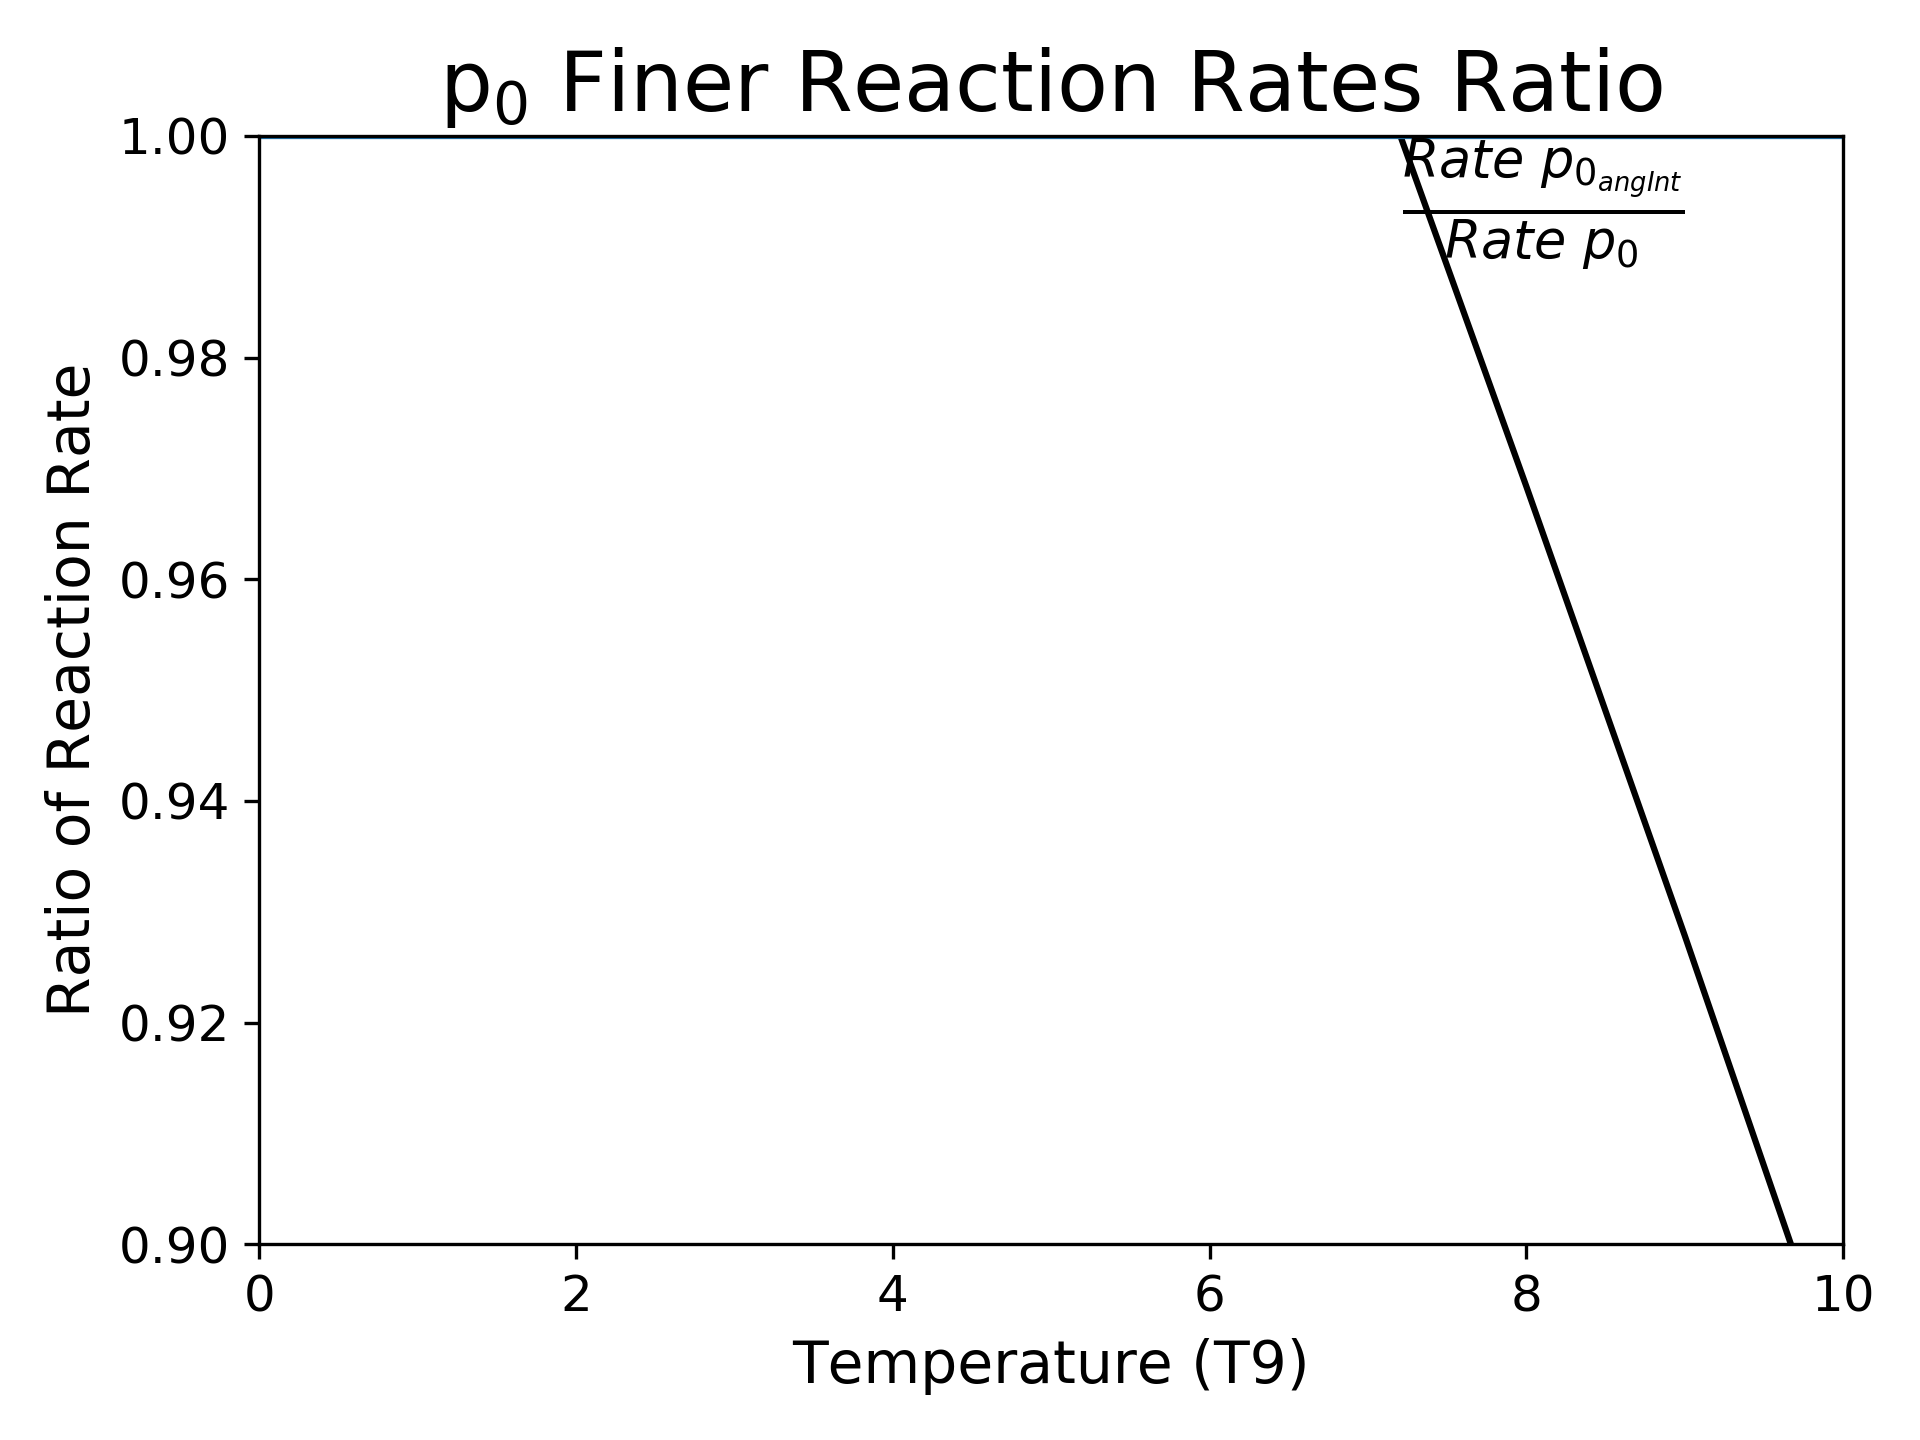 p₀ Finer Reaction Rates Ratio
Ratio of Reaction Rate
1.00
0.98
0.96
0.94
0.92
0.90
Rate p₀angInt
Rate p₀
0 2 4 6 8 10
Temperature (T9)